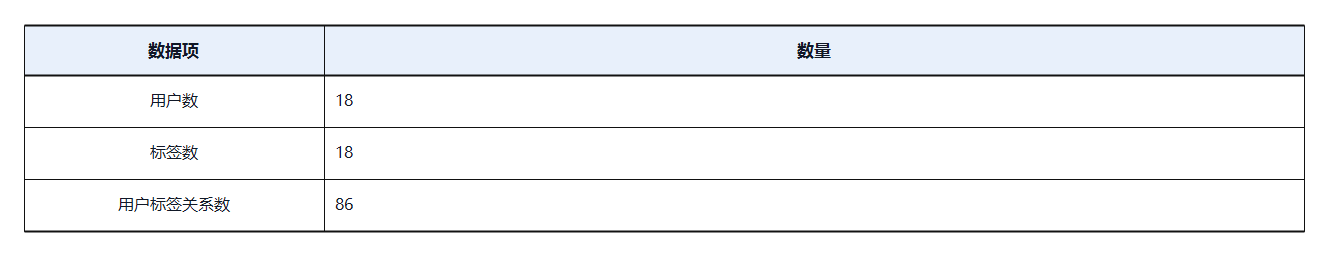 数据项 数量
用户数 18
标签数 18
用户标签关系数 86